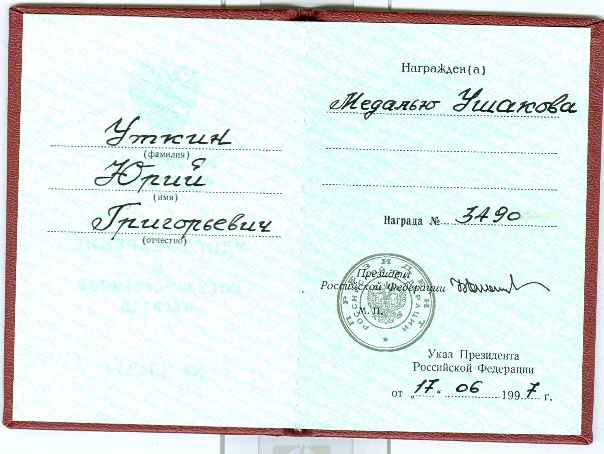 Уткин
(фамилия)
Юрий
(имя)
Григорьевич
(отчество)
Награжден(а)
Медалью Ушакова
Награда № 3490
Президент
Российской Федерации
М. П.
Указ Президента
Российской Федерации
от „17“ 06 1997 г.